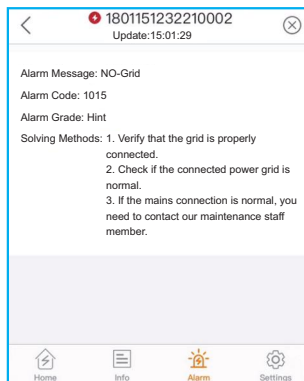 1801151232210002
Update:15:01:29
Alarm Message: NO-Grid
Alarm Code: 1015
Alarm Grade: Hint
Solving Methods: 1. Verify that the grid is properly
connected.
2. Check if the connected power grid is
normal.
3. If the mains connection is normal, you
need to contact our maintenance staff
member.
Home Info Alarm Settings